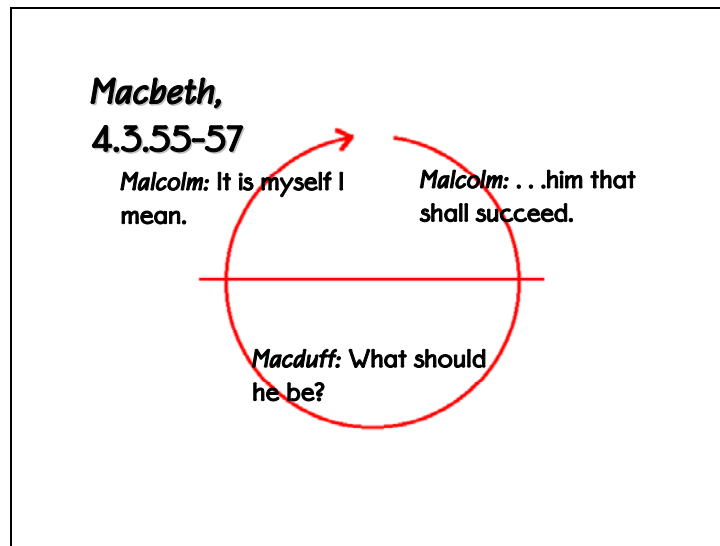 Macbeth,
4.3.55-57
Malcolm: It is myself I
mean.
Malcolm: . . .him that
shall succeed.
Macduff: What should
he be?